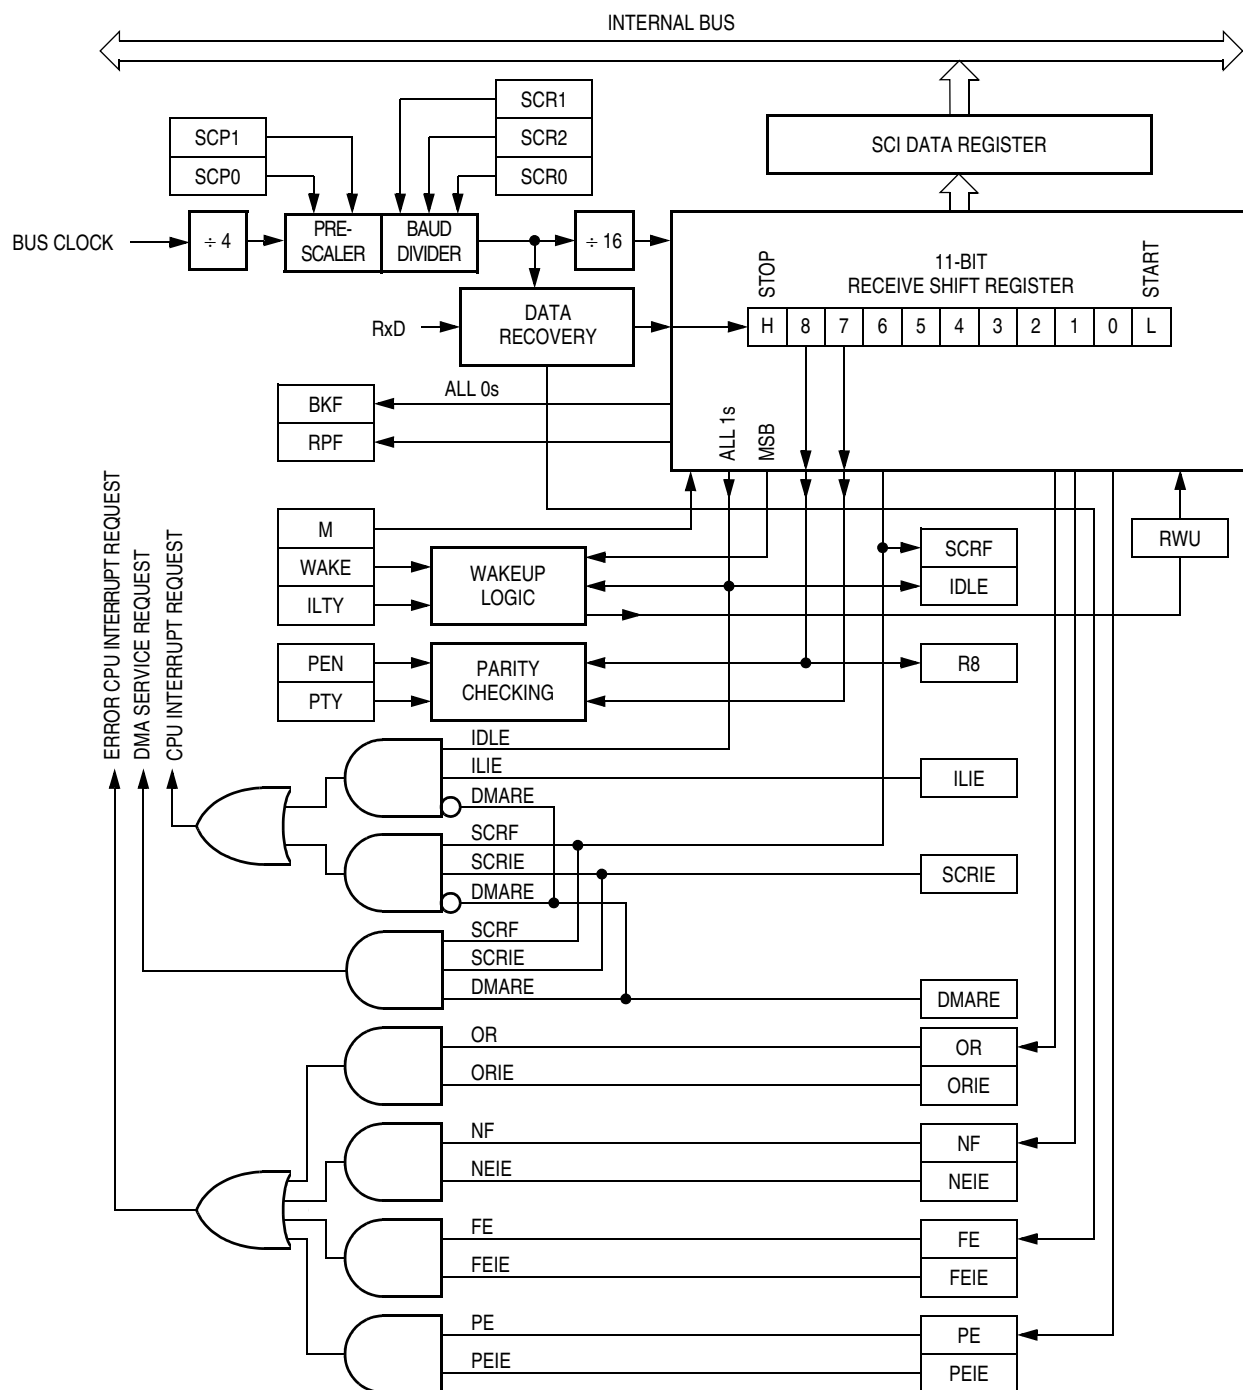 INTERNAL BUS
SCR1
SCR2
SCR0
SCP1
SCP0
SCI DATA REGISTER
BUS CLOCK
÷ 4
PRE-
SCALER
BAUD
DIVIDER
÷ 16
STOP
11-BIT
RECEIVE SHIFT REGISTER
START
H 8 7 6 5 4 3 2 1 0 L
RxD
DATA
RECOVERY
ALL 0s
BKF
RPF
ALL 1s
MSB
M
WAKE
ILTY
WAKEUP
LOGIC
SCRF
IDLE
RWU
PEN
PTY
PARITY
CHECKING
R8
ERROR CPU INTERRUPT REQUEST
DMA SERVICE REQUEST
CPU INTERRUPT REQUEST
IDLE
ILIE
DMARE
ILIE
SCRF
SCRIE
DMARE
SCRIE
SCRF
SCRIE
DMARE
DMARE
OR
ORIE
OR
ORIE
NF
NEIE
NF
NEIE
FE
FEIE
FE
FEIE
PE
PEIE
PE
PEIE